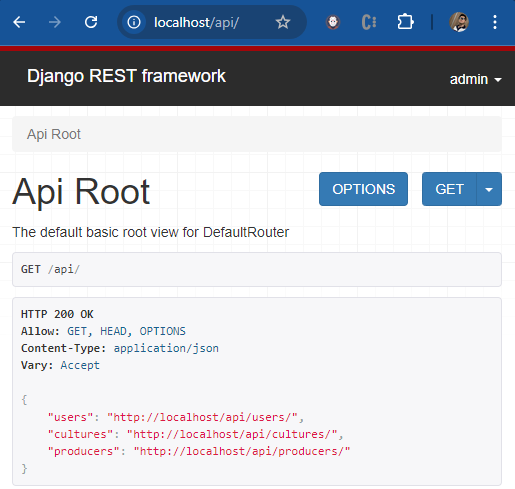 localhost/api/
Django REST framework
admin
Api Root
Api Root
OPTIONS
GET
The default basic root view for DefaultRouter
GET /api/
HTTP 200 OK
Allow: GET, HEAD, OPTIONS
Content-Type: application/json
Vary: Accept
{
    "users": "http://localhost/api/users/",
    "cultures": "http://localhost/api/cultures/",
    "producers": "http://localhost/api/producers/"
}